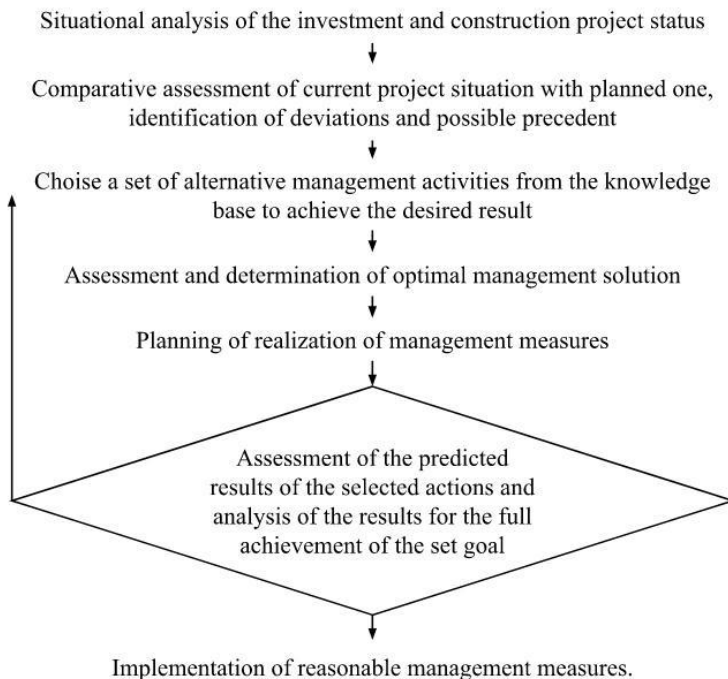 Situational analysis of the investment and construction project status
Comparative assessment of current project situation with planned one,
identification of deviations and possible precedent
Choise a set of alternative management activities from the knowledge
base to achieve the desired result
Assessment and determination of optimal management solution
Planning of realization of management measures
Assessment of the predicted
results of the selected actions and
analysis of the results for the full
achievement of the set goal
Implementation of reasonable management measures.